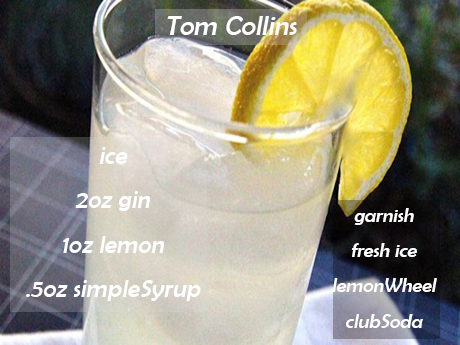 Tom Collins
ice
2oz gin
1oz lemon
.5oz simpleSyrup
garnish
fresh ice
lemonWheel
clubSoda